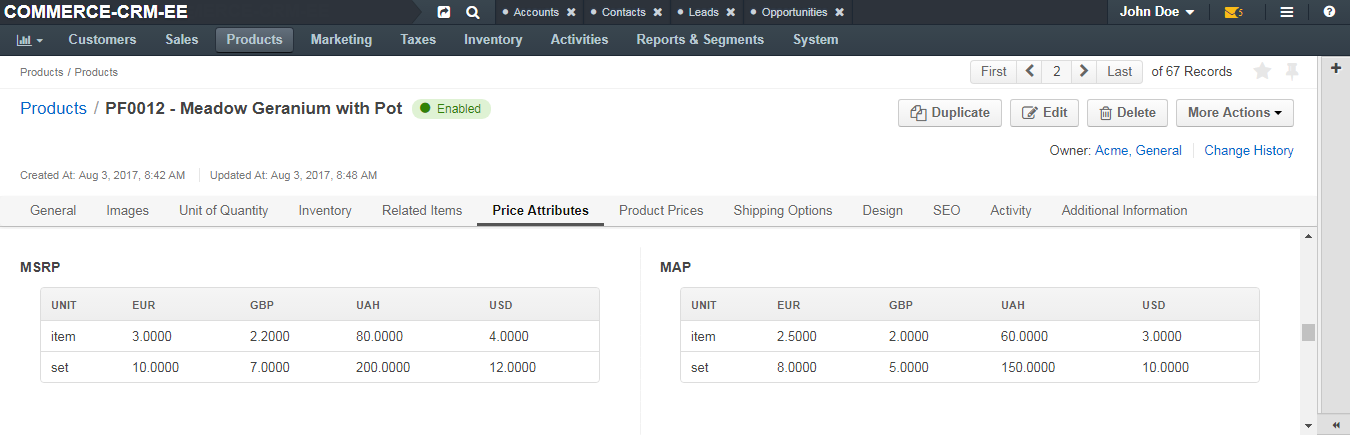 COMMERCE-CRM-EE Accounts Contacts Leads Opportunities John Doe 5
Customers Sales Products Marketing Taxes Inventory Activities Reports & Segments System
Products / Products First 2 Last of 67 Records
Products / PF0012 - Meadow Geranium with Pot Enabled Duplicate Edit Delete More Actions
Owner: Acme, General Change History
Created At: Aug 3, 2017, 8:42 AM Updated At: Aug 3, 2017, 8:48 AM
General Images Unit of Quantity Inventory Related Items Price Attributes Product Prices Shipping Options Design SEO Activity Additional Information
MSRP MAP
UNIT EUR GBP UAH USD UNIT EUR GBP UAH USD
item 3.0000 2.2000 80.0000 4.0000 item 2.5000 2.0000 60.0000 3.0000
set 10.0000 7.0000 200.0000 12.0000 set 8.0000 5.0000 150.0000 10.0000